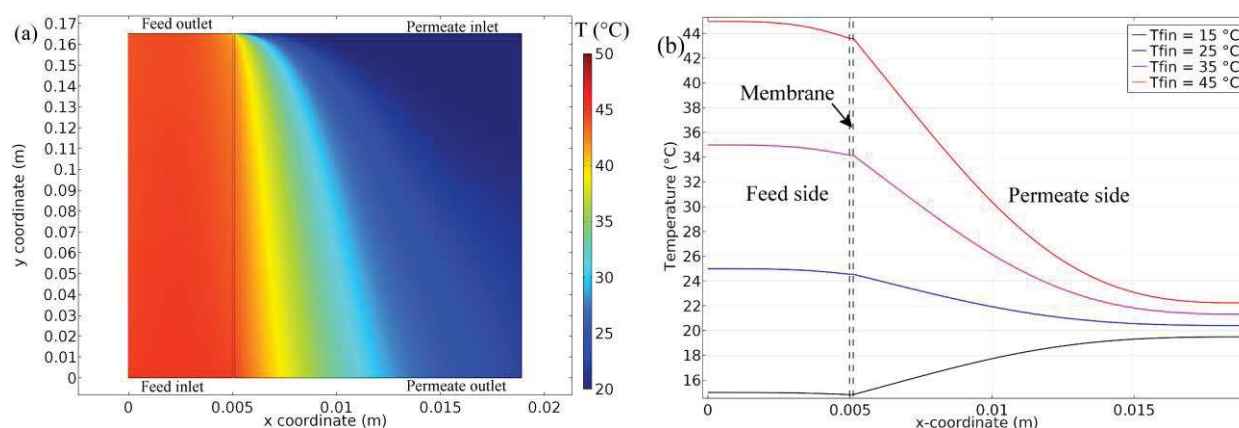 (a)
Feed outlet
Permeate inlet
T (°C)
0.17
0.16
0.15
0.14
0.13
0.12
0.11
0.1
0.09
0.08
0.07
0.06
0.05
0.04
0.03
0.02
0.01
0
y coordinate (m)
Feed inlet
Permeate outlet
0
0.005
0.01
0.015
0.02
x coordinate (m)
50
45
40
35
30
25
20
(b)
44
42
40
38
36
34
32
30
28
26
24
22
20
18
16
Temperature (°C)
Membrane
Feed side
Permeate side
Tfin = 15 °C
Tfin = 25 °C
Tfin = 35 °C
Tfin = 45 °C
0
0.005
0.01
0.015
x-coordinate (m)